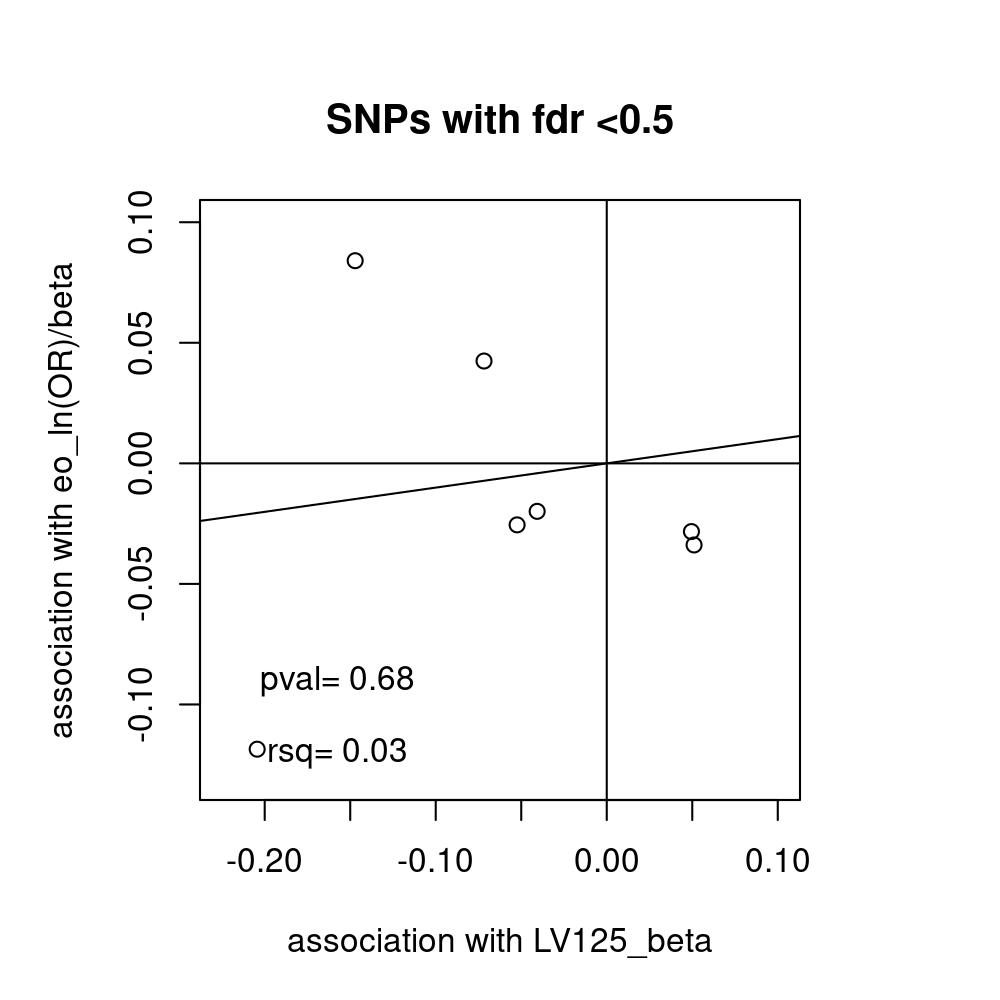 SNPs with fdr <0.5
association with eo_ln(OR)/beta
0.10
0.05
0.00
-0.05
-0.10
pval= 0.68
rsq= 0.03
-0.20
-0.10
0.00
0.10
association with LV125_beta